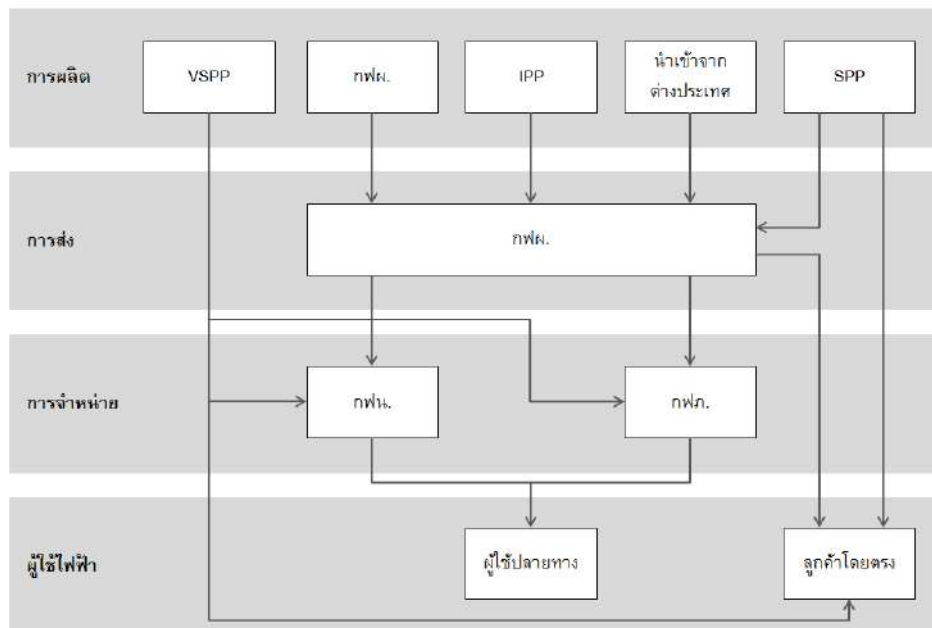 การผลิต
VSPP
กฟผ.
IPP
นำเข้าจาก
ต่างประเทศ
SPP
การส่ง
กฟผ.
การจำหน่าย
กฟน.
กฟภ.
ผู้ใช้ไฟฟ้า
ผู้ใช้ปลายทาง
ลูกค้าโดยตรง